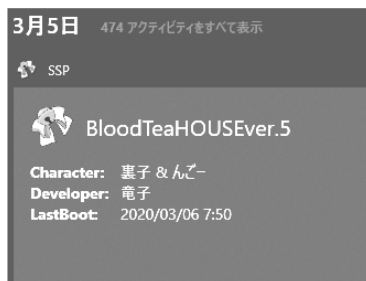 3月5日 474 アクティビティをすべて表示
SSP
BloodTeaHOUSEver.5
Character: 裏子 & んごー
Developer: 竜子
LastBoot: 2020/03/06 7:50